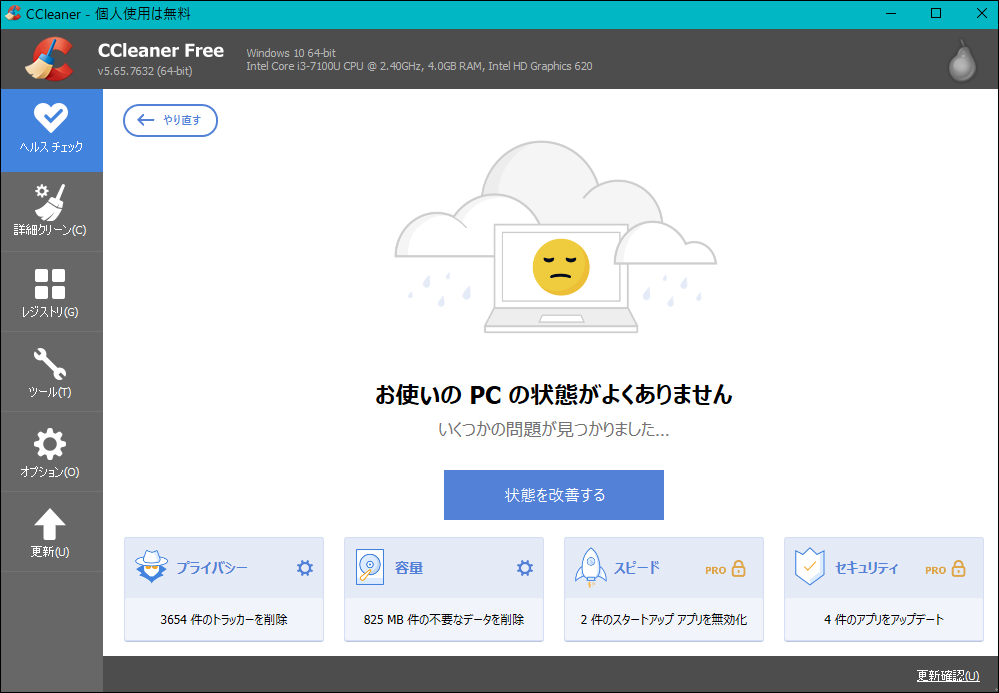 CCleaner - 個人使用は無料
CCleaner Free
v5.65.7632 (64-bit)
Windows 10 64-bit
Intel Core i3-7100U CPU @ 2.40GHz, 4.0GB RAM, Intel HD Graphics 620
ヘルス チェック
詳細クリーン(C)
レジストリ(G)
ツール(T)
オプション(O)
更新(U)
やり直す
お使いの PC の状態がよくありません
いくつかの問題が見つかりました...
状態を改善する
プライバシー
3654 件のトラッカーを削除
容量
825 MB 件の不要なデータを削除
スピード PRO
2 件のスタートアップ アプリを無効化
セキュリティ PRO
4 件のアプリをアップデート
更新確認(U)